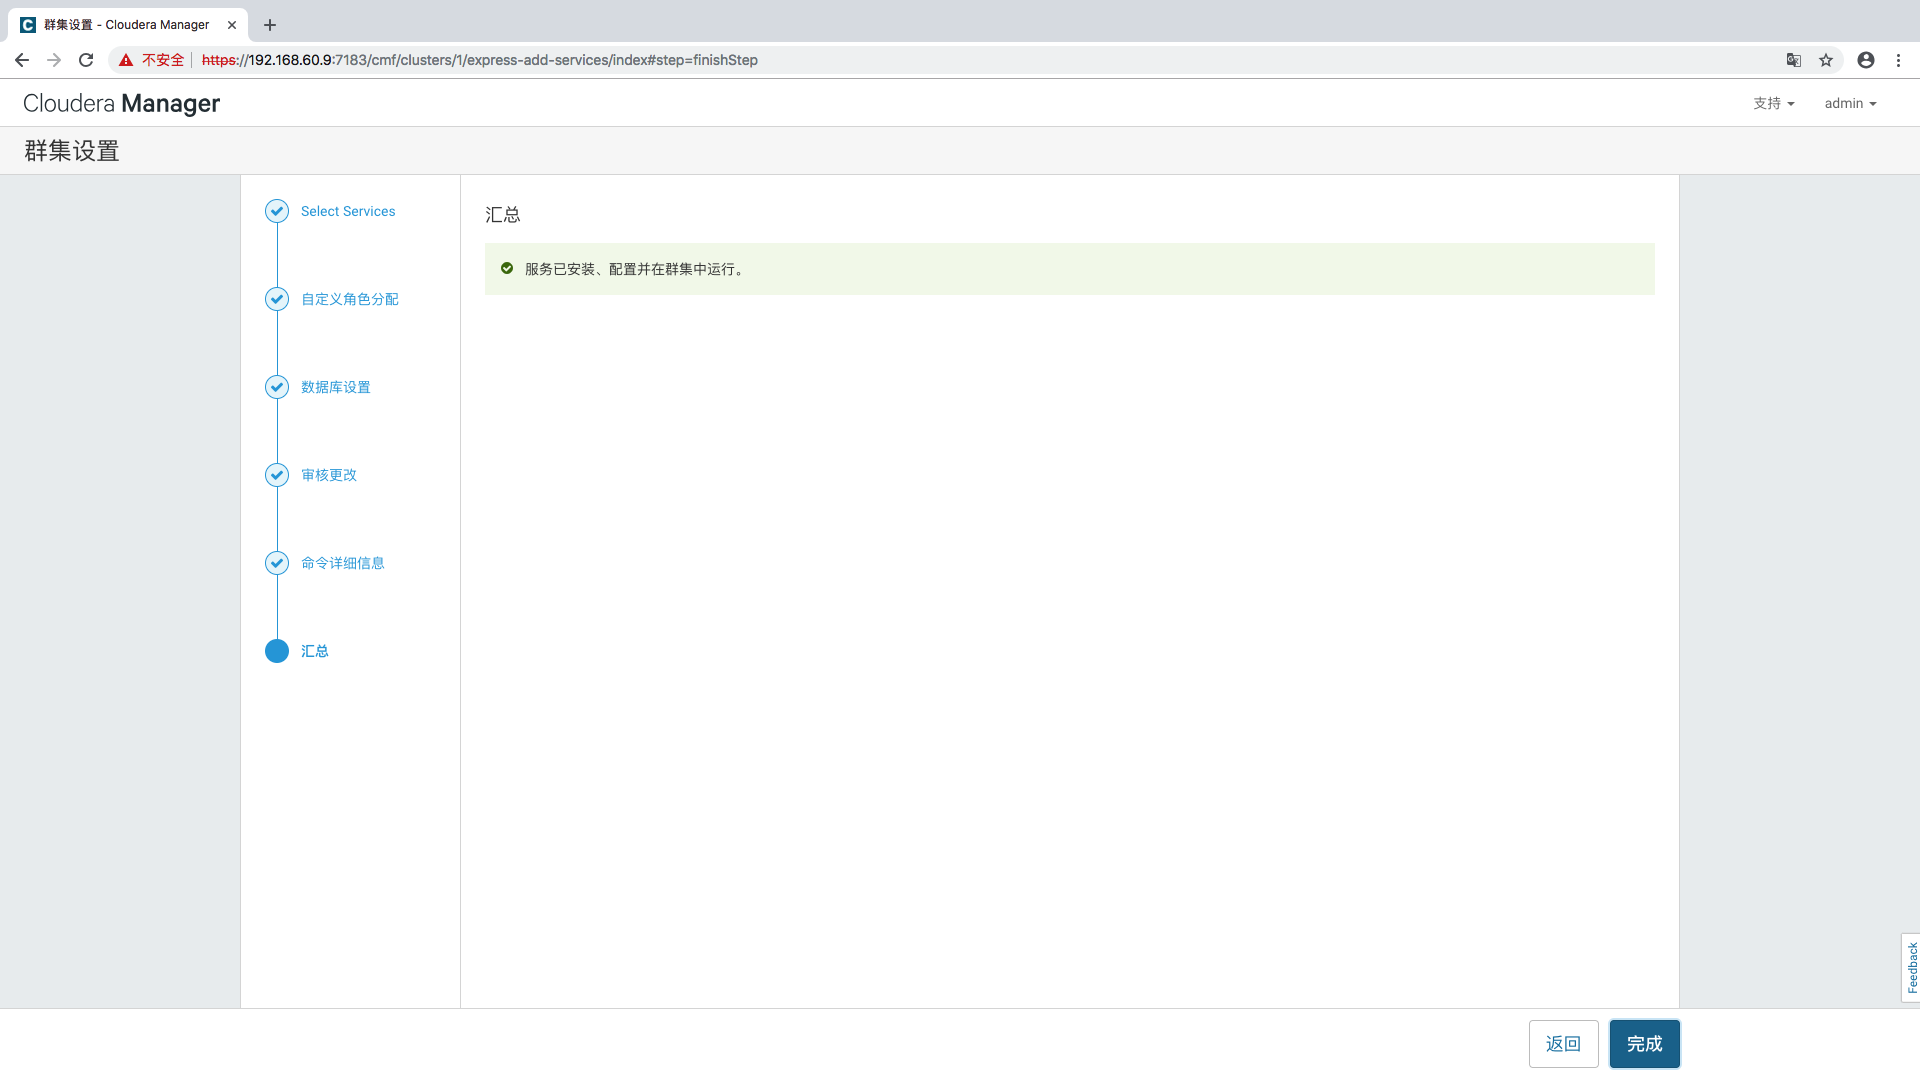 群集设置 - Cloudera Manager
不安全 https://192.168.60.9:7183/cmf/clusters/1/express-add-services/index#step=finishStep
Cloudera Manager
支持
admin
群集设置
Select Services
自定义角色分配
数据库设置
审核更改
命令详细信息
汇总
汇总
服务已安装、配置并在群集中运行。
Feedback
返回
完成